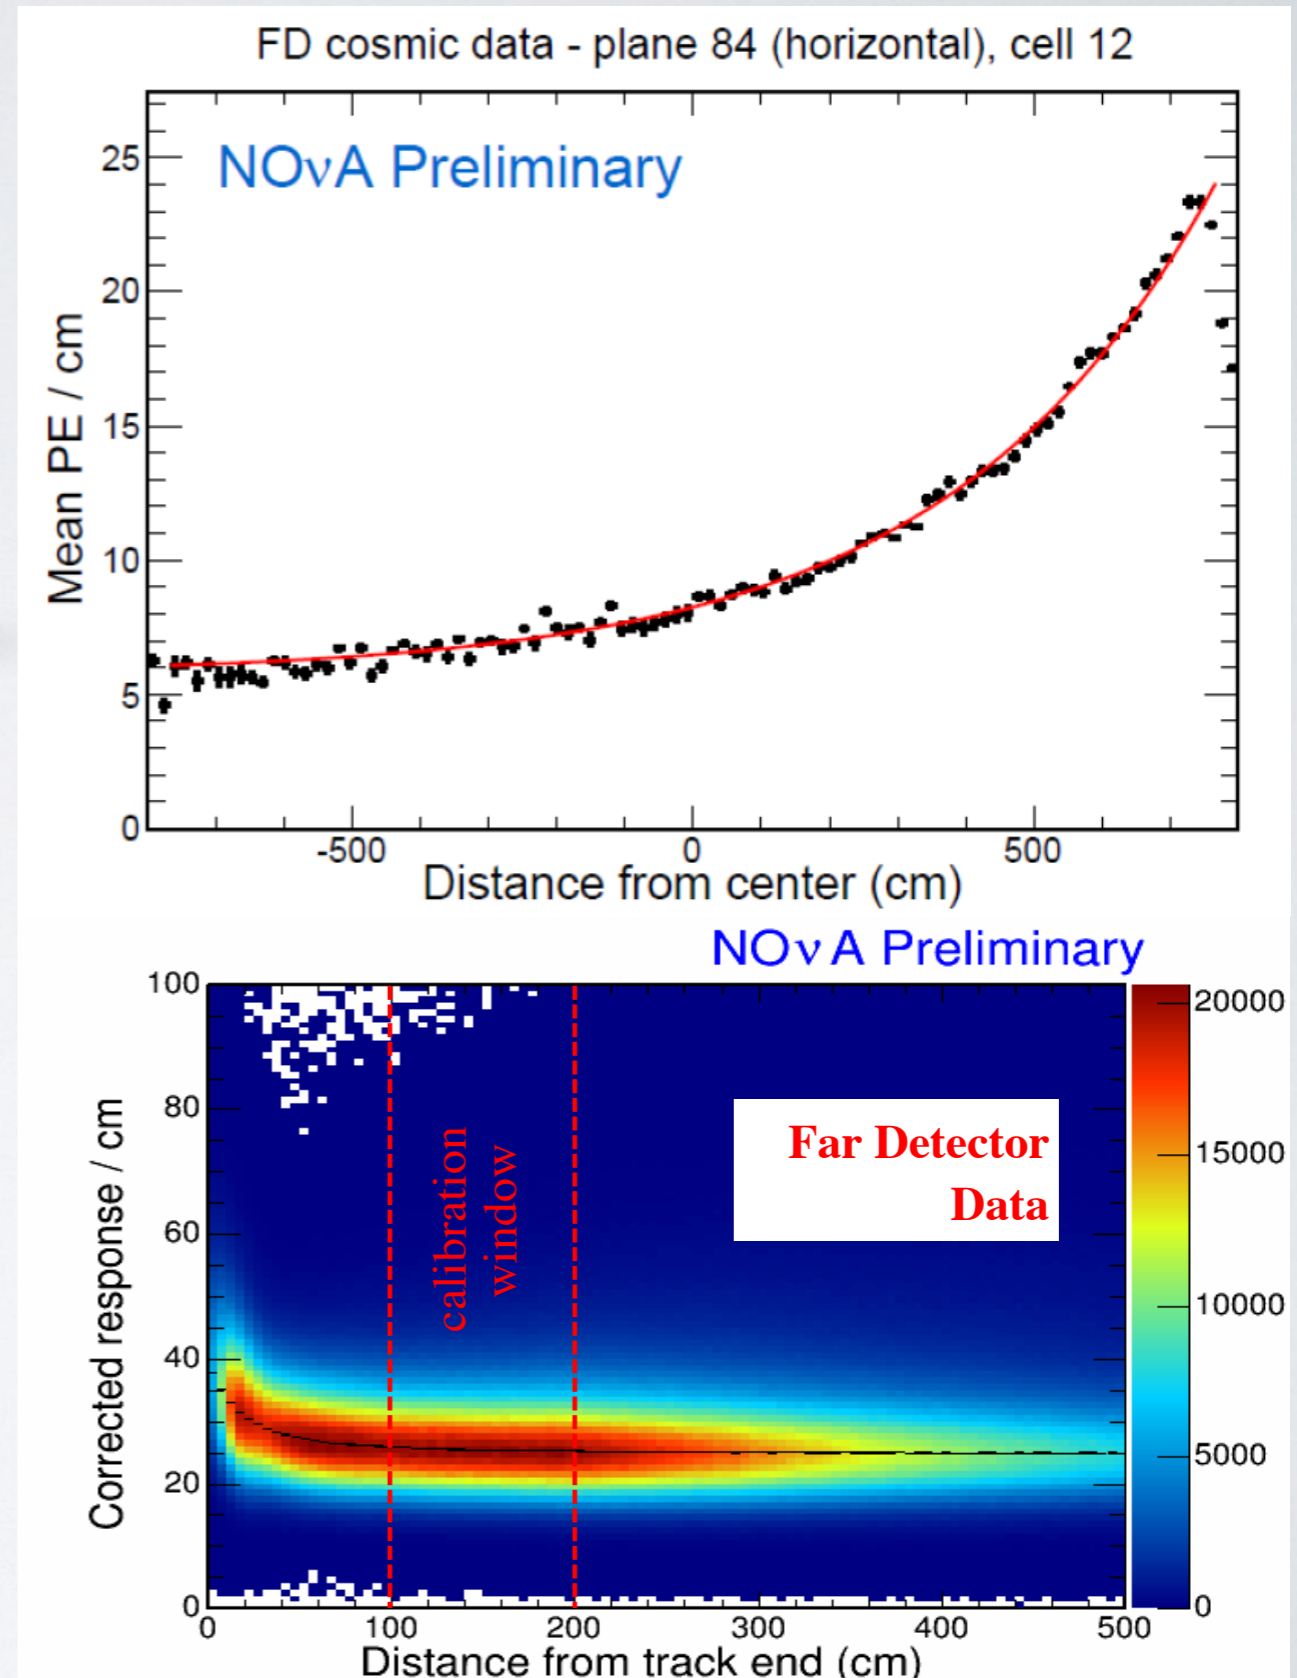 FD cosmic data - plane 84 (horizontal), cell 12
NOνA Preliminary
Mean PE / cm
25
20
15
10
5
0
-500
0
500
Distance from center (cm)
NOν A Preliminary
Corrected response / cm
100
80
60
40
20
0
calibration
window
Far Detector
Data
20000
15000
10000
5000
0
0
100
200
300
400
500
Distance from track end (cm)